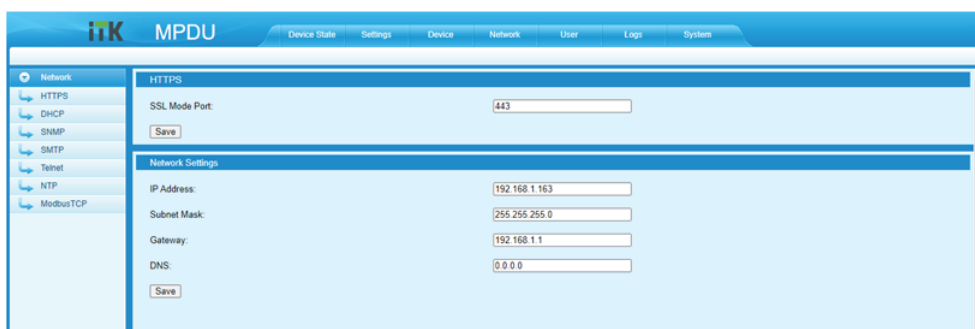 iTK MPDU Device State Settings Device Network User Logs System
Network
HTTPS
DHCP
SNMP
SMTP
Telnet
NTP
ModbusTCP
HTTPS
SSL Mode Port: 443
Save
Network Settings
IP Address: 192.168.1.163
Subnet Mask: 255.255.255.0
Gateway: 192.168.1.1
DNS: 0.0.0.0
Save